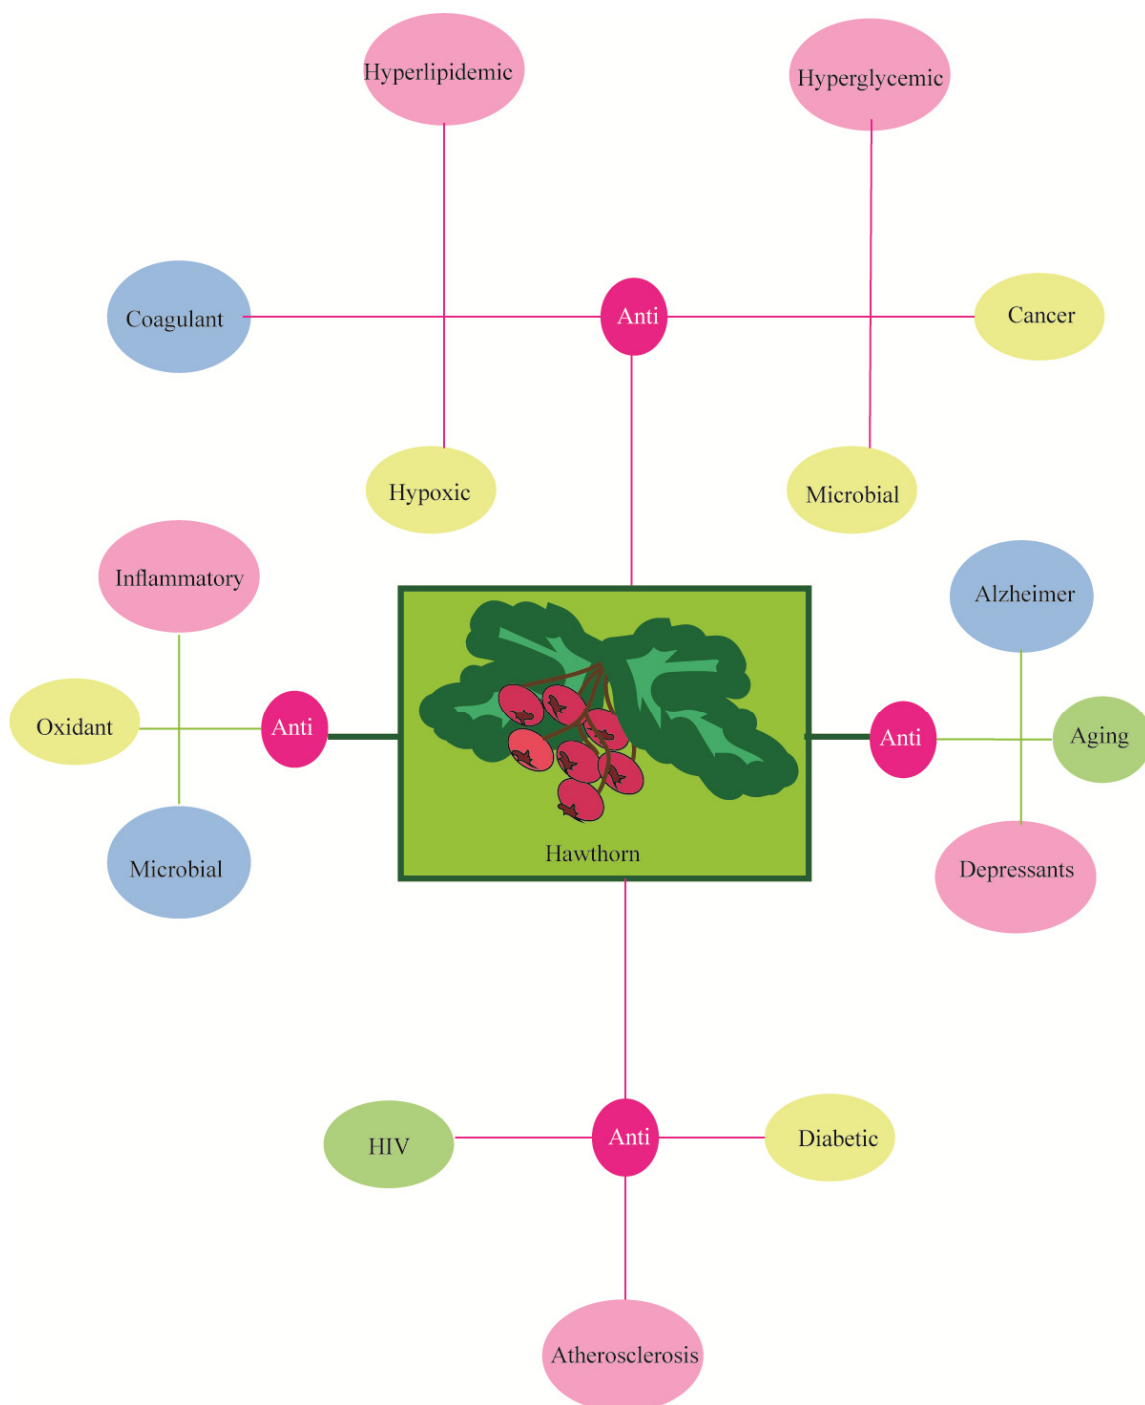 Hyperlipidemic
Hyperglycemic
Coagulant
Anti
Cancer
Hypoxic
Microbial
Inflammatory
Alzheimer
Oxidant
Anti
Anti
Aging
Microbial
Hawthorn
Depressants
HIV
Anti
Diabetic
Atherosclerosis